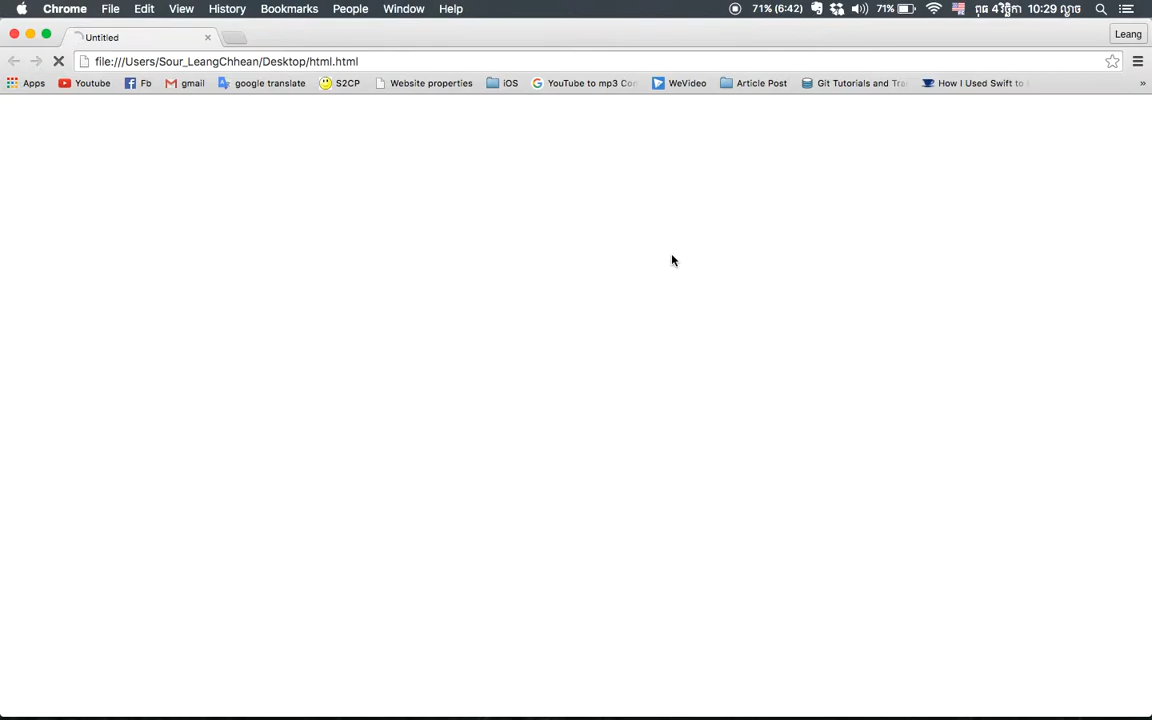 Chrome File Edit View History Bookmarks People Window Help 71% (6:42) 71% 10:29
Untitled Leang
file:///Users/Sour_LeangChhean/Desktop/html.html
Apps Youtube Fb gmail google translate S2CP Website properties iOS YouTube to mp3 WeVideo Article Post Git Tutorials and How I Used Swift to »